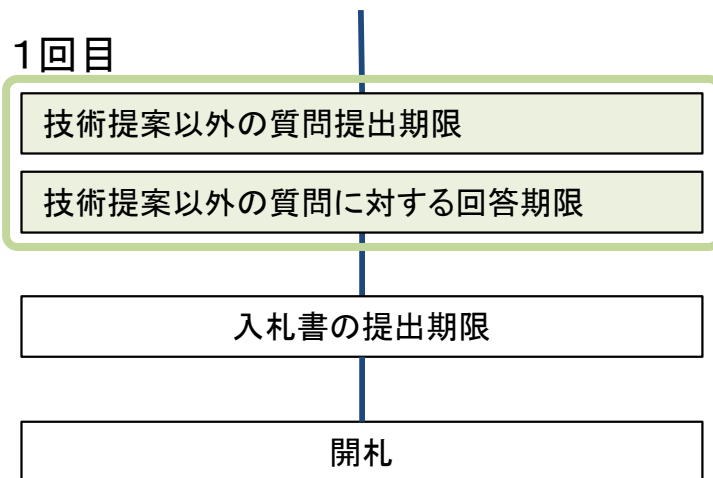 1回目
技術提案以外の質問提出期限
技術提案以外の質問に対する回答期限
入札書の提出期限
開札